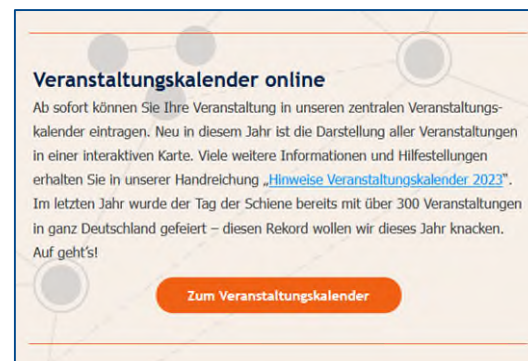 Veranstaltungskalender online
Ab sofort können Sie Ihre Veranstaltung in unseren zentralen Veranstaltungs-
kalender eintragen. Neu in diesem Jahr ist die Darstellung aller Veranstaltungen
in einer interaktiven Karte. Viele weitere Informationen und Hilfestellungen
erhalten Sie in unserer Handreichung „Hinweise Veranstaltungskalender 2023“.
Im letzten Jahr wurde der Tag der Schiene bereits mit über 300 Veranstaltungen
in ganz Deutschland gefeiert – diesen Rekord wollen wir dieses Jahr knacken.
Auf geht's!
Zum Veranstaltungskalender